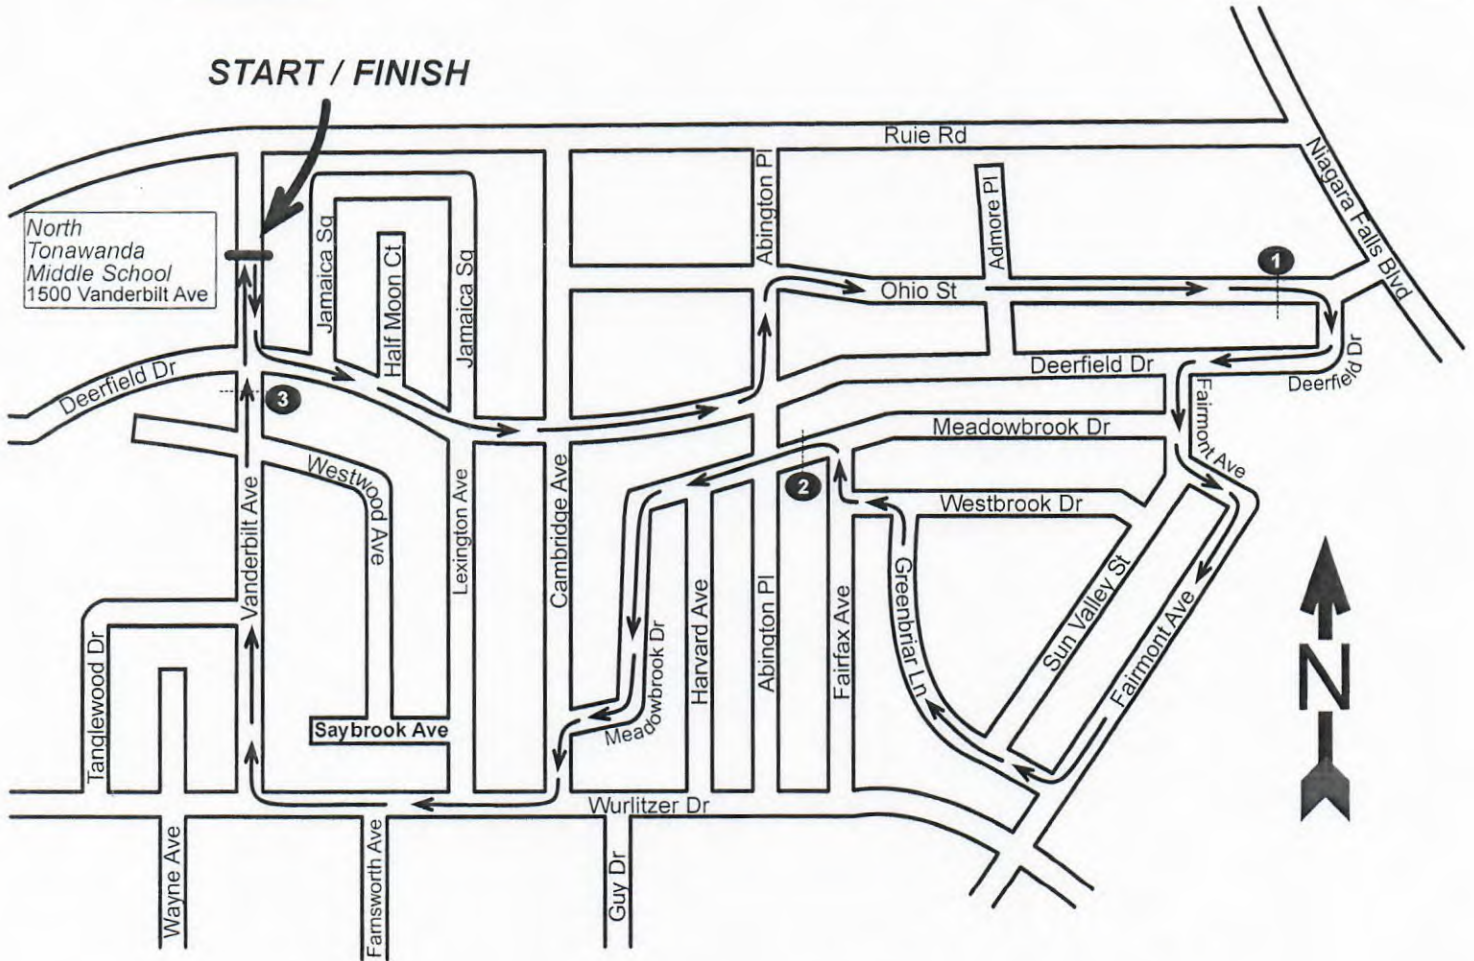 START / FINISH
Ruie Rd
Niagara Falls Blvd
North
Tonawanda
Middle School
1500 Vanderbilt Ave
Jamaica Sq
Half Moon Ct
Jamaica Sq
Abington Pl
Admore Pl
1
Ohio St
Deerfield Dr
Deerfield Dr
Deerfield Dr
3
Fairmont Ave
Meadowbrook Dr
Westwood Ave
2
Westbrook Dr
Vanderbilt Ave
Lexington Ave
Cambridge Ave
Harvard Ave
Abington Pl
Fairfax Ave
Greenbriar Ln
Sun Valley St
Fairmont Ave
N
Tanglewood Dr
Saybrook Ave
Meadowbrook Dr
Wurlitzer Dr
Wayne Ave
Farnsworth Ave
Guy Dr